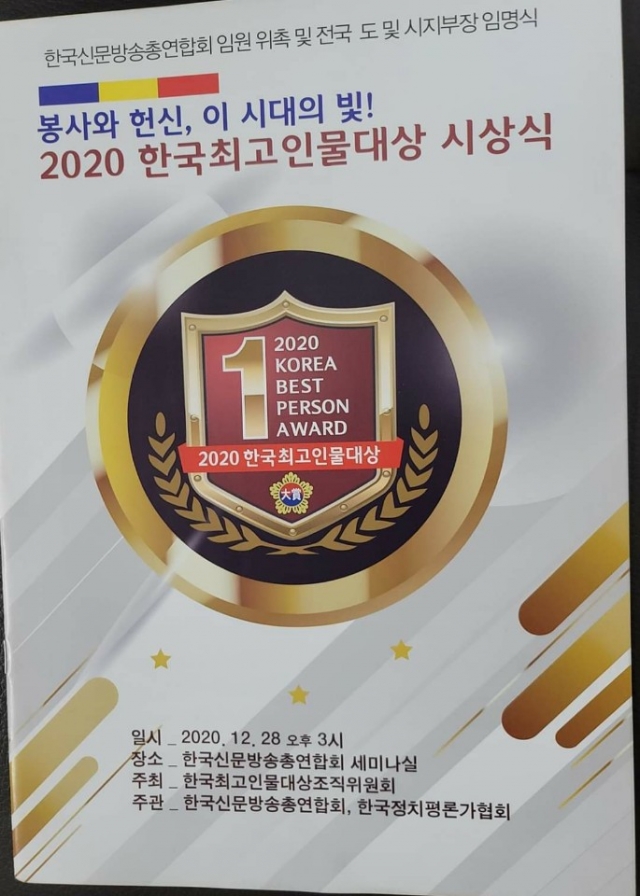 한국신문방송총연합회 임원 위촉 및 전국 도 및 시지부장 임명식
봉사와 헌신, 이 시대의 빛!
2020 한국최고인물대상 시상식
1
2020
KOREA
BEST
PERSON
AWARD
2020 한국최고인물대상
大賞
일시 _ 2020. 12. 28 오후 3시
장소 _ 한국신문방송총연합회 세미나실
주최 _ 한국최고인물대상조직위원회
주관 _ 한국신문방송총연합회, 한국정치평론가협회